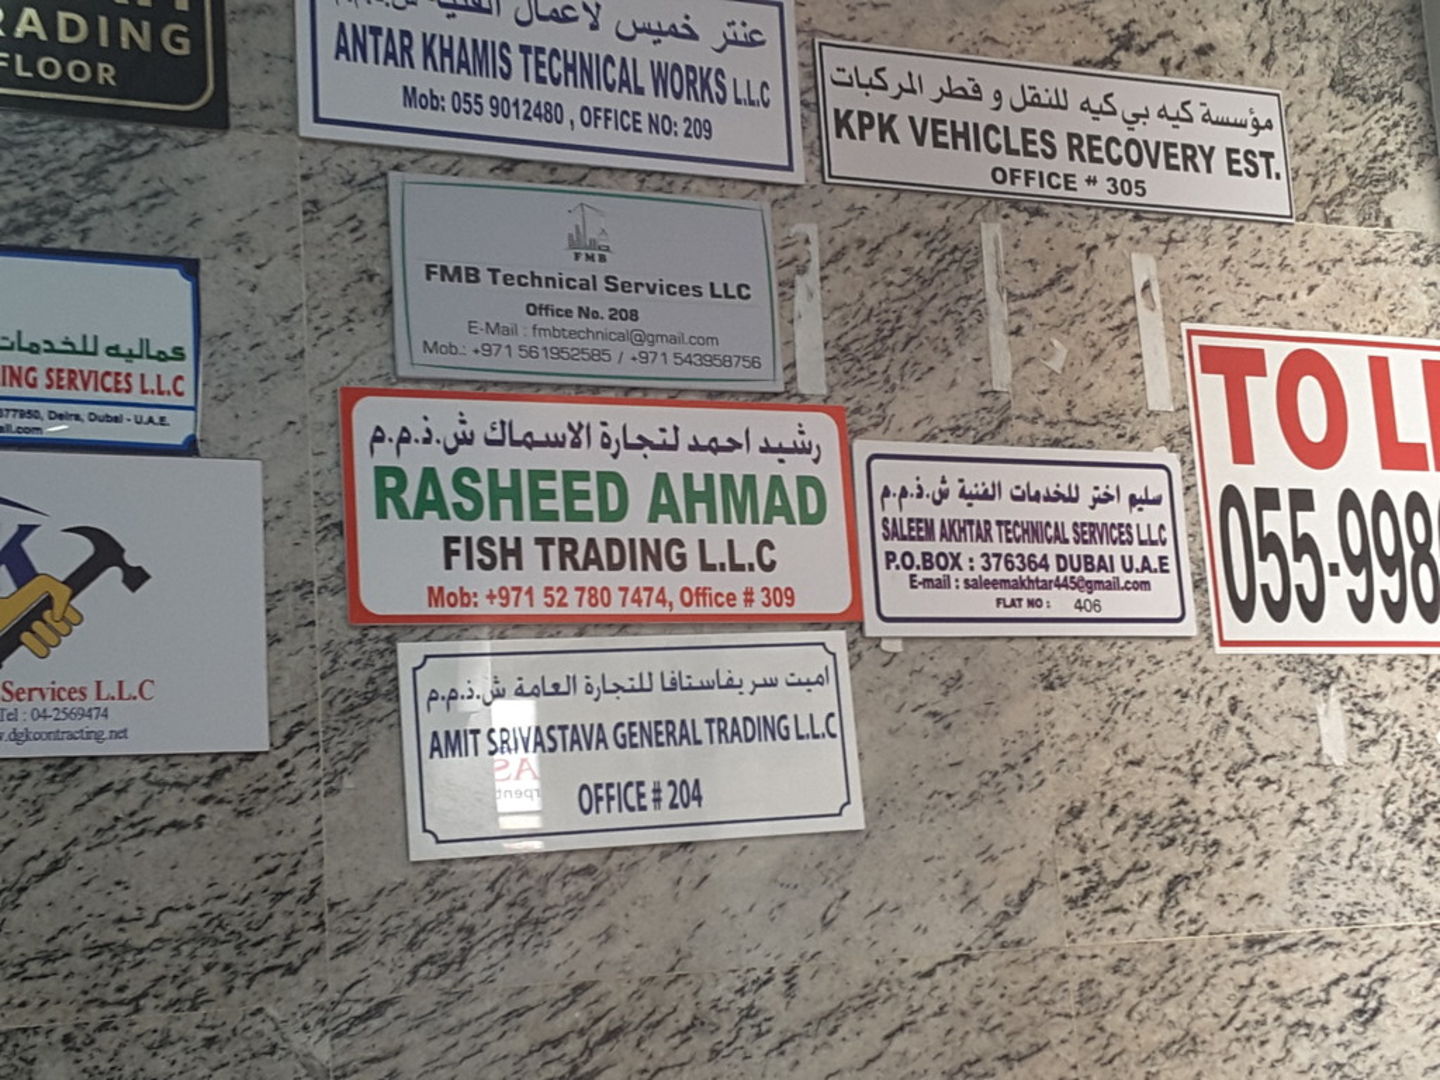 RADING
FLOOR
عنتر خميس لاعمال الفنية ش.ذ.م.م
ANTAR KHAMIS TECHNICAL WORKS L.L.C
Mob: 055 9012480 , OFFICE NO: 209
مؤسسة كيه بي كيه للنقل و قطر المركبات
KPK VEHICLES RECOVERY EST.
OFFICE # 305
FMB
FMB Technical Services LLC
Office No. 208
E-Mail : fmbtechnical@gmail.com
Mob.: +971 561952585 / +971 543958756
كماليه للخدمات
ING SERVICES L.L.C
377950, Deira, Dubai - U.A.E.
ail.com
رشيد احمد لتجارة الاسماك ش.ذ.م.م
RASHEED AHMAD
FISH TRADING L.L.C
Mob: +971 52 780 7474, Office # 309
سليم اختر للخدمات الفنية ش.ذ.م.م
SALEEM AKHTAR TECHNICAL SERVICES L.L.C
P.O.BOX : 376364 DUBAI U.A.E
E-mail : saleemakhtar445@gmail.com
FLAT NO : 406
TO L
055-998
K
Services L.L.C
Tel : 04-2569474
w.dgkcontracting.net
اميت سريفاستافا للتجارة العامة ش.ذ.م.م
AMIT SRIVASTAVA GENERAL TRADING L.L.C
OFFICE # 204